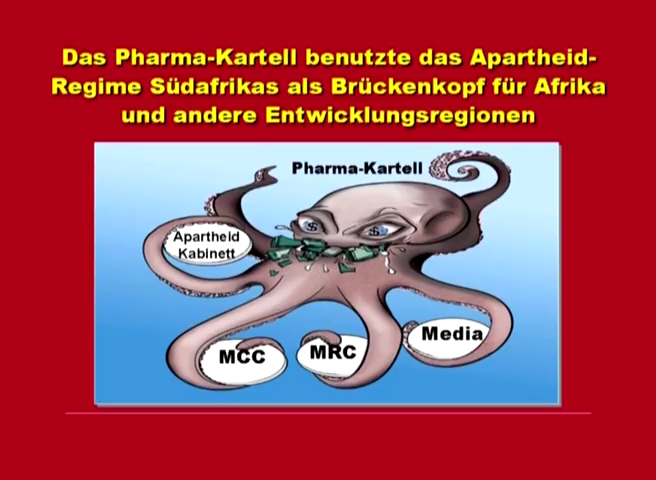 Das Pharma-Kartell benutzte das Apartheid-
Regime Südafrikas als Brückenkopf für Afrika
und andere Entwicklungsregionen
Pharma-Kartell
Apartheid
Kabinett
MCC
MRC
Media
$ $